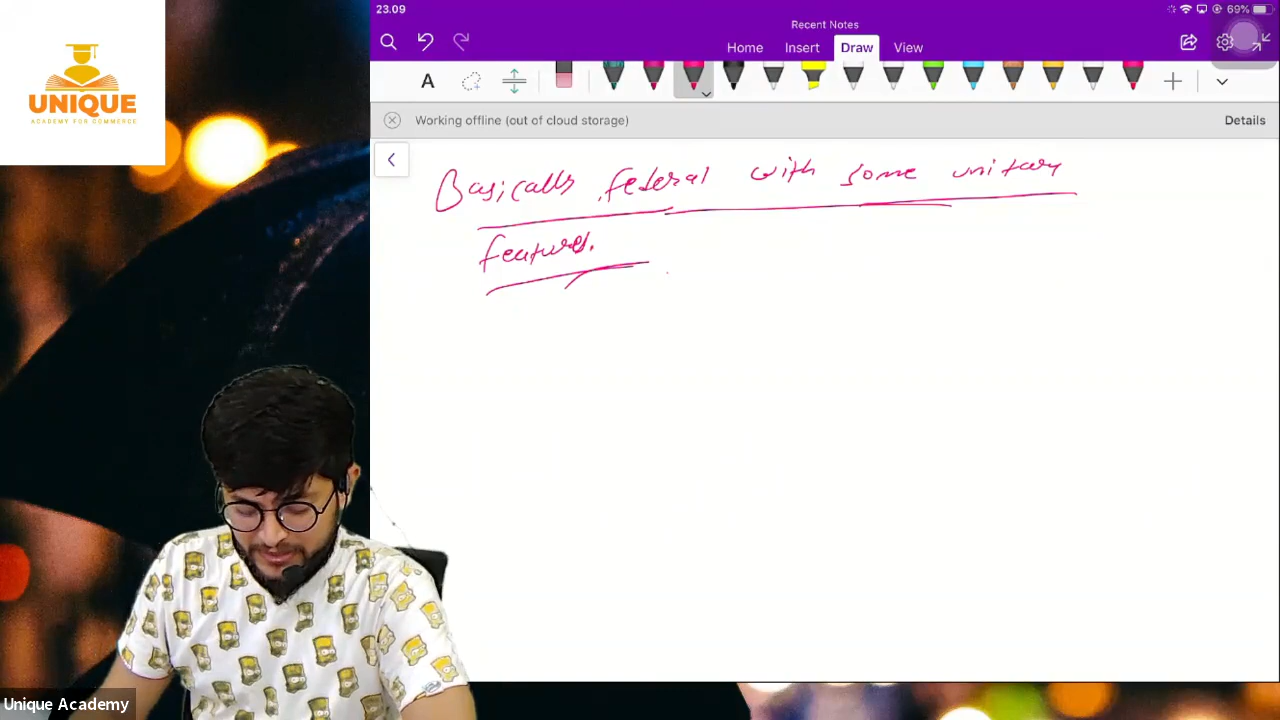 23.09
69%
Recent Notes
Home Insert Draw View
A
Working offline (out of cloud storage) Details
UNIQUE
ACADEMY FOR COMMERCE
Basically federal with some unitary
features.
Unique Academy